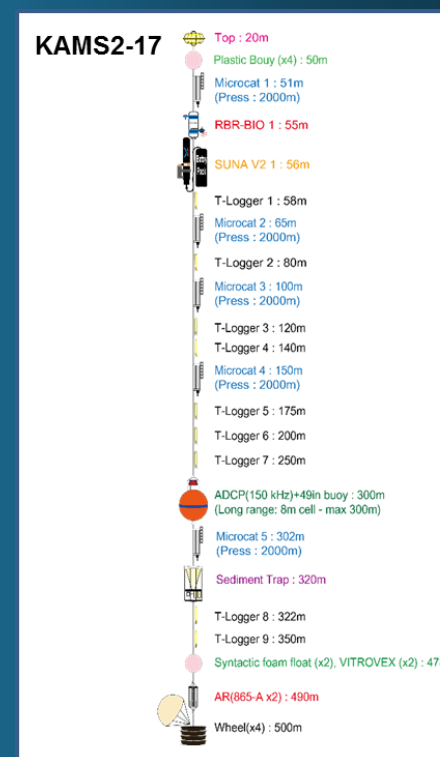 KAMS2-17
Top : 20m
Plastic Bouy (x4) : 50m
Microcat 1 : 51m
(Press : 2000m)
RBR-BIO 1 : 55m
SUNA V2 1 : 56m
T-Logger 1 : 58m
Microcat 2 : 65m
(Press : 2000m)
T-Logger 2 : 80m
Microcat 3 : 100m
(Press : 2000m)
T-Logger 3 : 120m
T-Logger 4 : 140m
Microcat 4 : 150m
(Press : 2000m)
T-Logger 5 : 175m
T-Logger 6 : 200m
T-Logger 7 : 250m
ADCP(150 kHz)+49in buoy : 300m
(Long range: 8m cell - max 300m)
Microcat 5 : 302m
(Press : 2000m)
Sediment Trap : 320m
T-Logger 8 : 322m
T-Logger 9 : 350m
Syntactic foam float (x2), VITROVEX (x2) :
AR(865-A x2) : 490m
Wheel(x4) : 500m